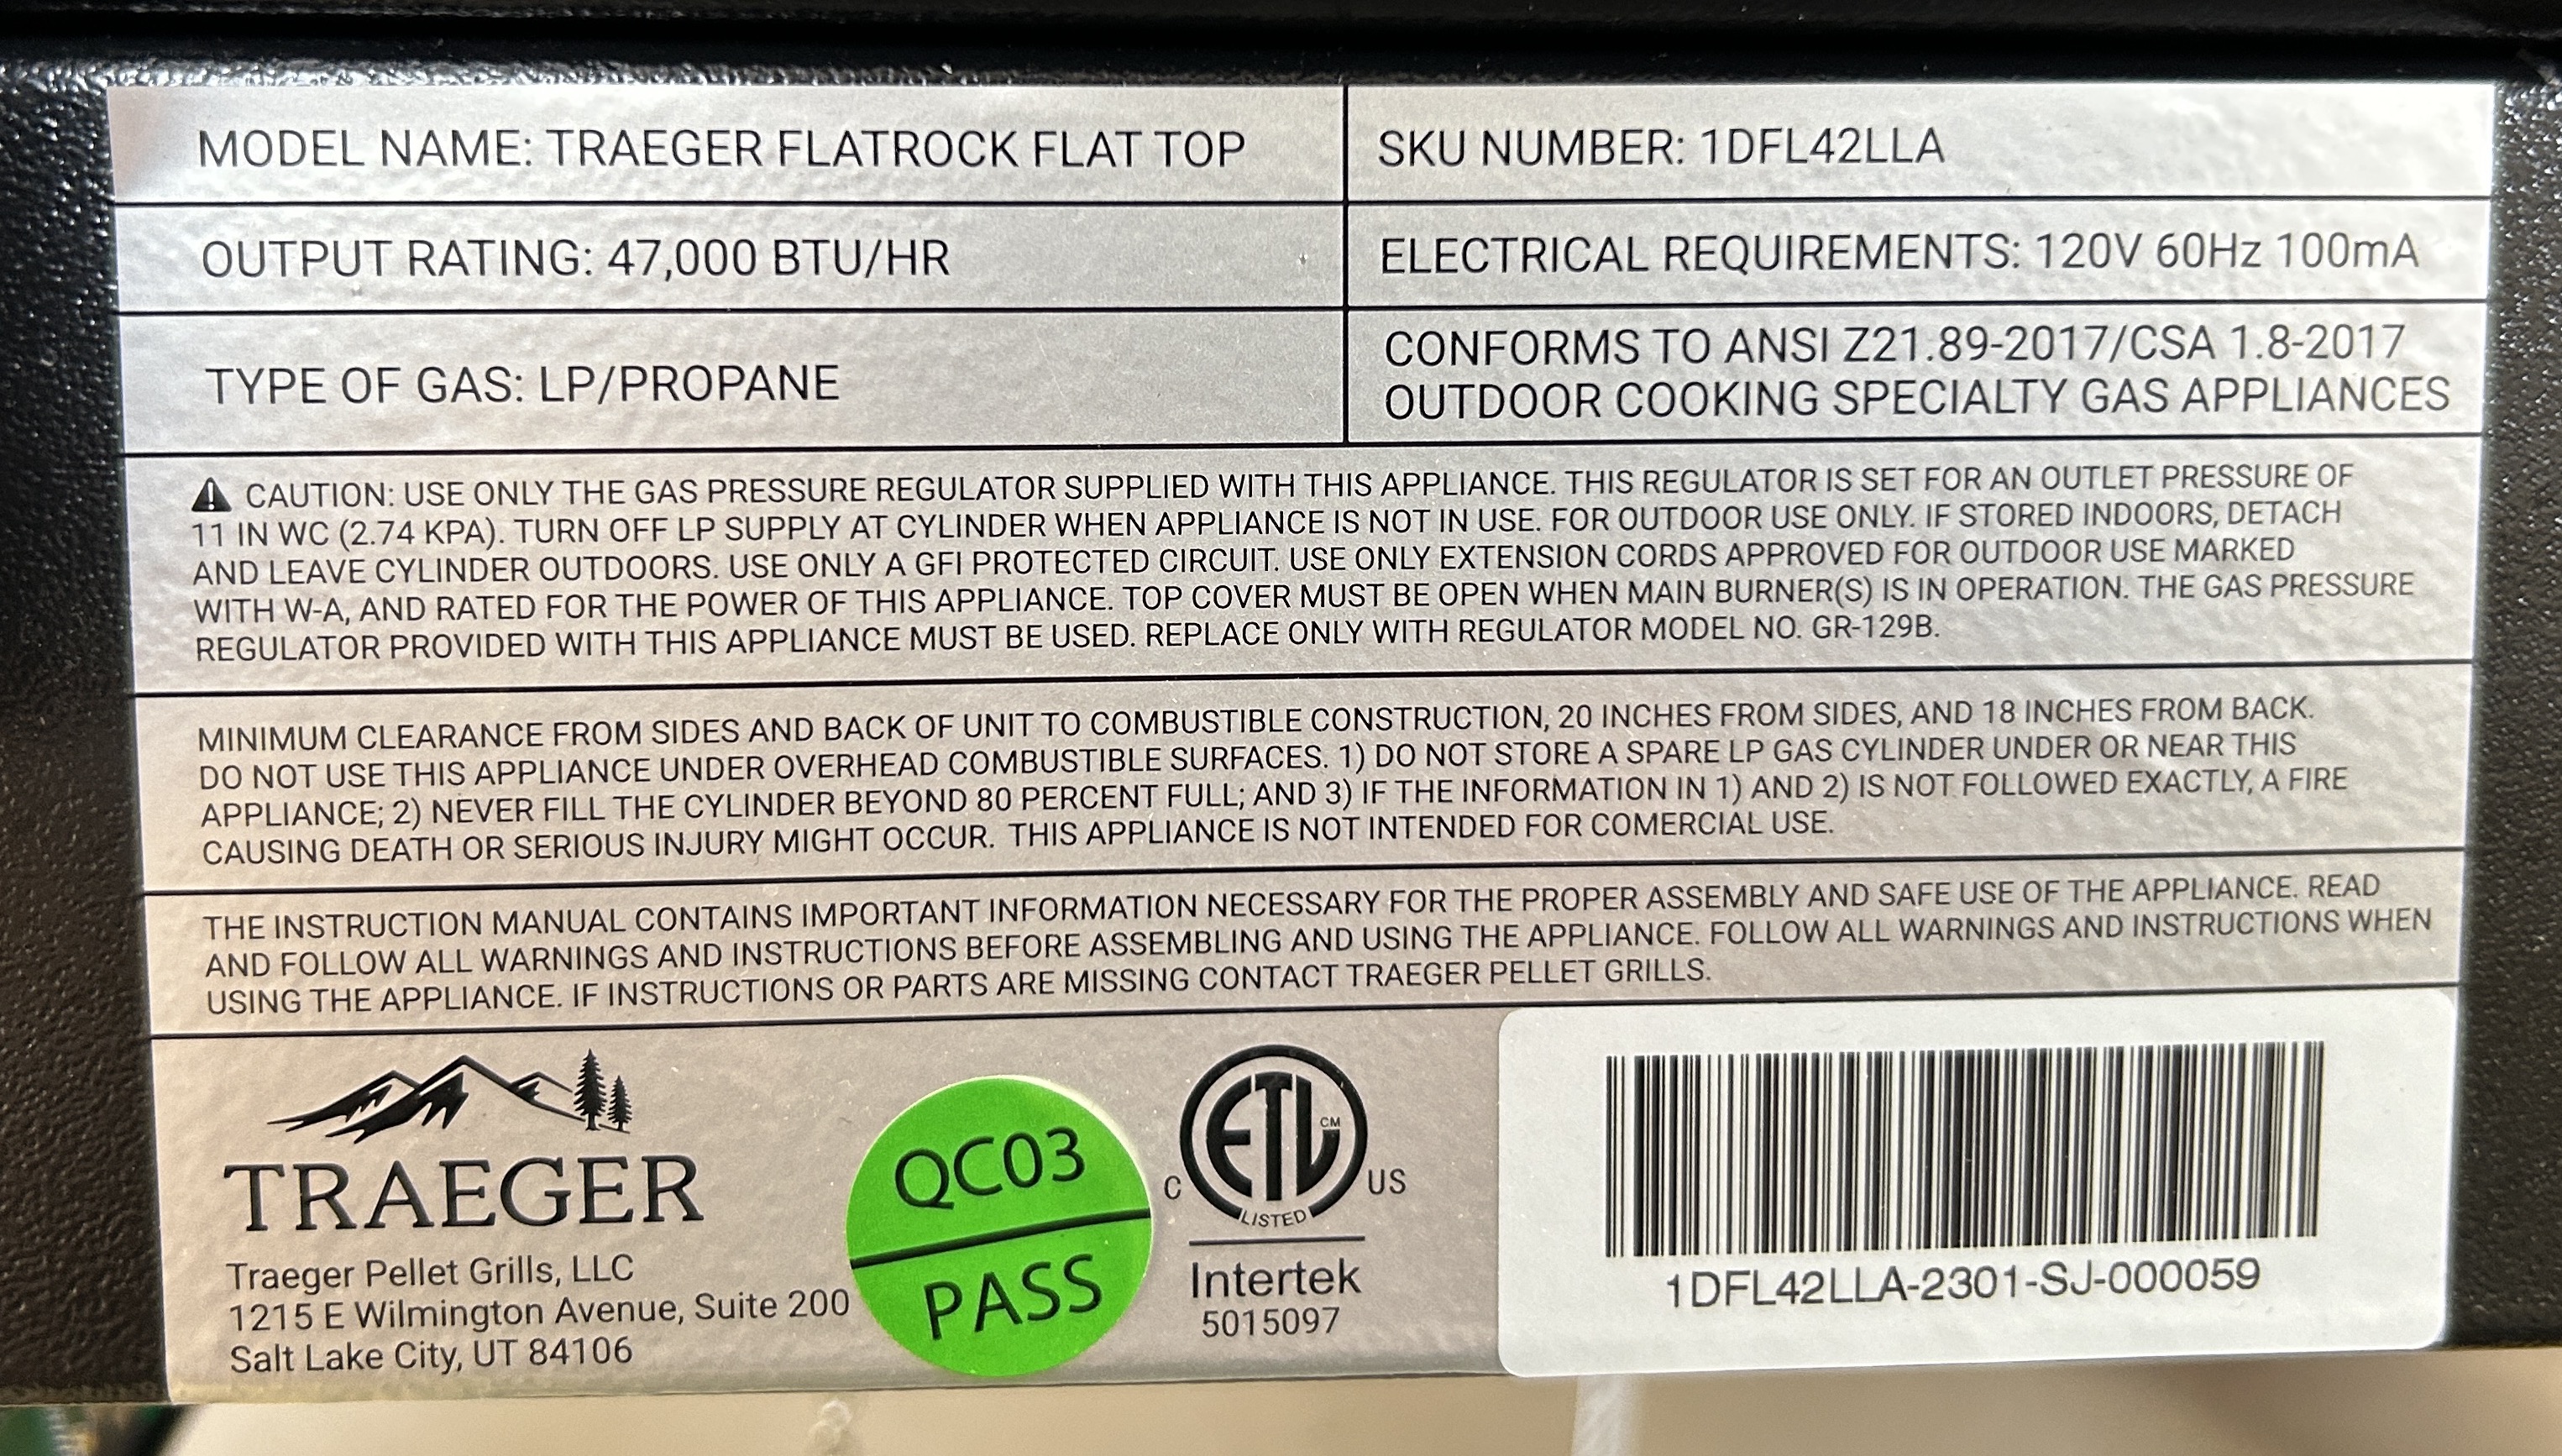 MODEL NAME: TRAEGER FLATROCK FLAT TOP
SKU NUMBER: 1DFL42LLA
OUTPUT RATING: 47,000 BTU/HR
ELECTRICAL REQUIREMENTS: 120V 60Hz 100mA
TYPE OF GAS: LP/PROPANE
CONFORMS TO ANSI Z21.89-2017/CSA 1.8-2017
OUTDOOR COOKING SPECIALTY GAS APPLIANCES
CAUTION: USE ONLY THE GAS PRESSURE REGULATOR SUPPLIED WITH THIS APPLIANCE. THIS REGULATOR IS SET FOR AN OUTLET PRESSURE OF
11 IN WC (2.74 KPA). TURN OFF LP SUPPLY AT CYLINDER WHEN APPLIANCE IS NOT IN USE. FOR OUTDOOR USE ONLY. IF STORED INDOORS, DETACH
AND LEAVE CYLINDER OUTDOORS. USE ONLY A GFI PROTECTED CIRCUIT. USE ONLY EXTENSION CORDS APPROVED FOR OUTDOOR USE MARKED
WITH W-A, AND RATED FOR THE POWER OF THIS APPLIANCE. TOP COVER MUST BE OPEN WHEN MAIN BURNER(S) IS IN OPERATION. THE GAS PRESSURE
REGULATOR PROVIDED WITH THIS APPLIANCE MUST BE USED. REPLACE ONLY WITH REGULATOR MODEL NO. GR-129B.
MINIMUM CLEARANCE FROM SIDES AND BACK OF UNIT TO COMBUSTIBLE CONSTRUCTION, 20 INCHES FROM SIDES, AND 18 INCHES FROM BACK.
DO NOT USE THIS APPLIANCE UNDER OVERHEAD COMBUSTIBLE SURFACES. 1) DO NOT STORE A SPARE LP GAS CYLINDER UNDER OR NEAR THIS
APPLIANCE; 2) NEVER FILL THE CYLINDER BEYOND 80 PERCENT FULL; AND 3) IF THE INFORMATION IN 1) AND 2) IS NOT FOLLOWED EXACTLY, A FIRE
CAUSING DEATH OR SERIOUS INJURY MIGHT OCCUR. THIS APPLIANCE IS NOT INTENDED FOR COMERCIAL USE.
THE INSTRUCTION MANUAL CONTAINS IMPORTANT INFORMATION NECESSARY FOR THE PROPER ASSEMBLY AND SAFE USE OF THE APPLIANCE. READ
AND FOLLOW ALL WARNINGS AND INSTRUCTIONS BEFORE ASSEMBLING AND USING THE APPLIANCE. FOLLOW ALL WARNINGS AND INSTRUCTIONS WHEN
USING THE APPLIANCE. IF INSTRUCTIONS OR PARTS ARE MISSING CONTACT TRAEGER PELLET GRILLS.
TRAEGER
Traeger Pellet Grills, LLC
1215 E Wilmington Avenue, Suite 200
Salt Lake City, UT 84106
QC03
PASS
ETL CM
C US
LISTED
Intertek
5015097
1DFL42LLA-2301-SJ-000059